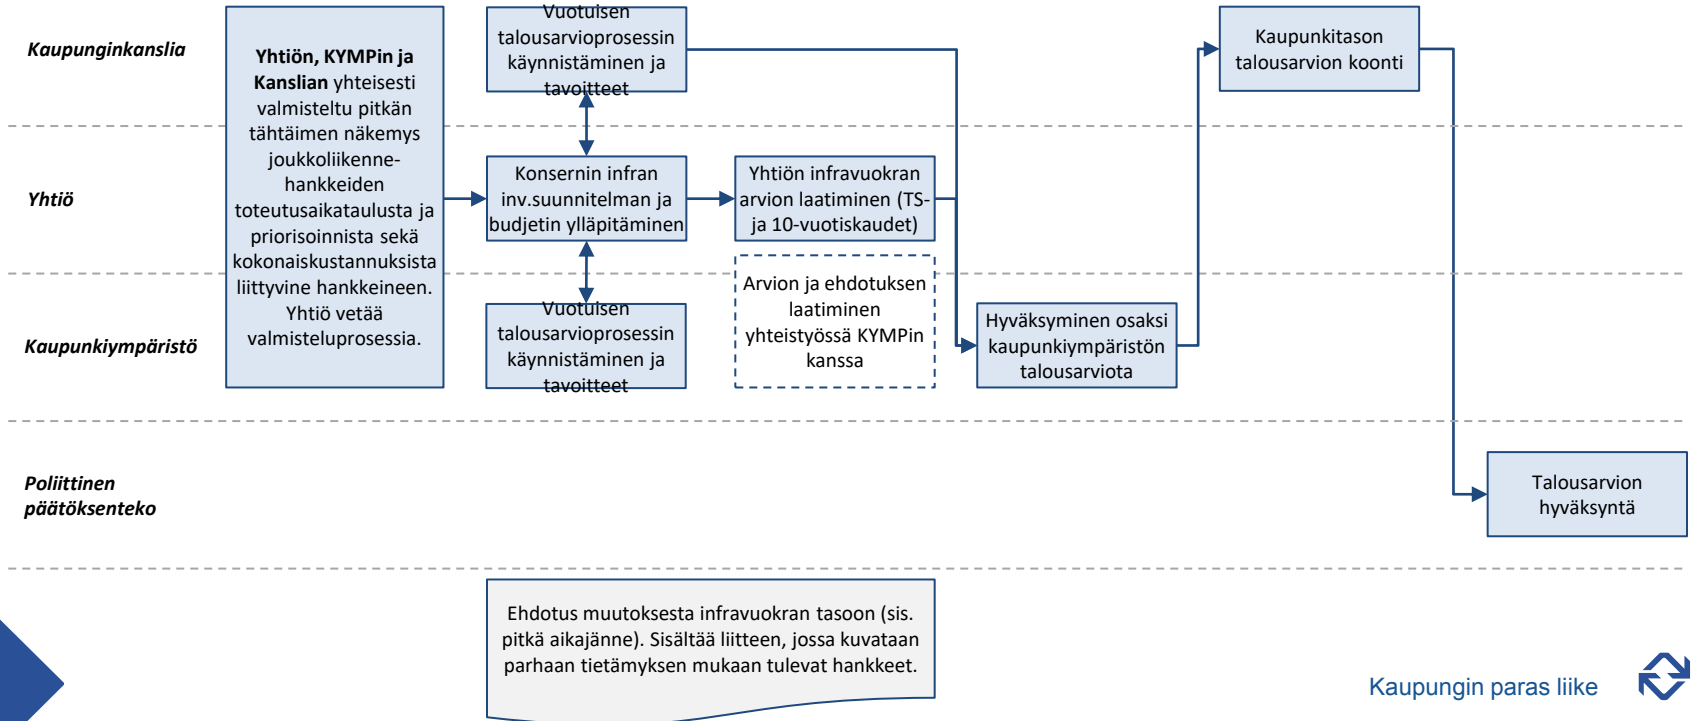 Kaupunginkanslia
Yhtiö
Kaupunkiympäristö
Poliittinen
päätöksenteko
Yhtiön, KYMPin ja
Kanslian yhteisesti
valmisteltu pitkän
tähtäimen näkemys
joukkoliikenne-
hankkeiden
toteutusaikataulusta ja
priorisoinnista sekä
kokonaiskustannuksista
liittyvine hankkeineen.
Yhtiö vetää
valmisteluprosessia.
Vuotuisen
talousarvioprosessin
käynnistäminen ja
tavoitteet
Konsernin infran
inv.suunnitelman ja
budjetin ylläpitäminen
Vuotuisen
talousarvioprosessin
käynnistäminen ja
tavoitteet
Yhtiön infravuokran
arvion laatiminen (TS-
ja 10-vuotiskaudet)
Arvion ja ehdotuksen
laatiminen
yhteistyössä KYMPin
kanssa
Hyväksyminen osaksi
kaupunkiympäristön
talousarviota
Kaupunkitason
talousarvion koonti
Talousarvion
hyväksyntä
Ehdotus muutoksesta infravuokran tasoon (sis.
pitkä aikajänne). Sisältää liitteen, jossa kuvataan
parhaan tietämyksen mukaan tulevat hankkeet.
Kaupungin paras liike